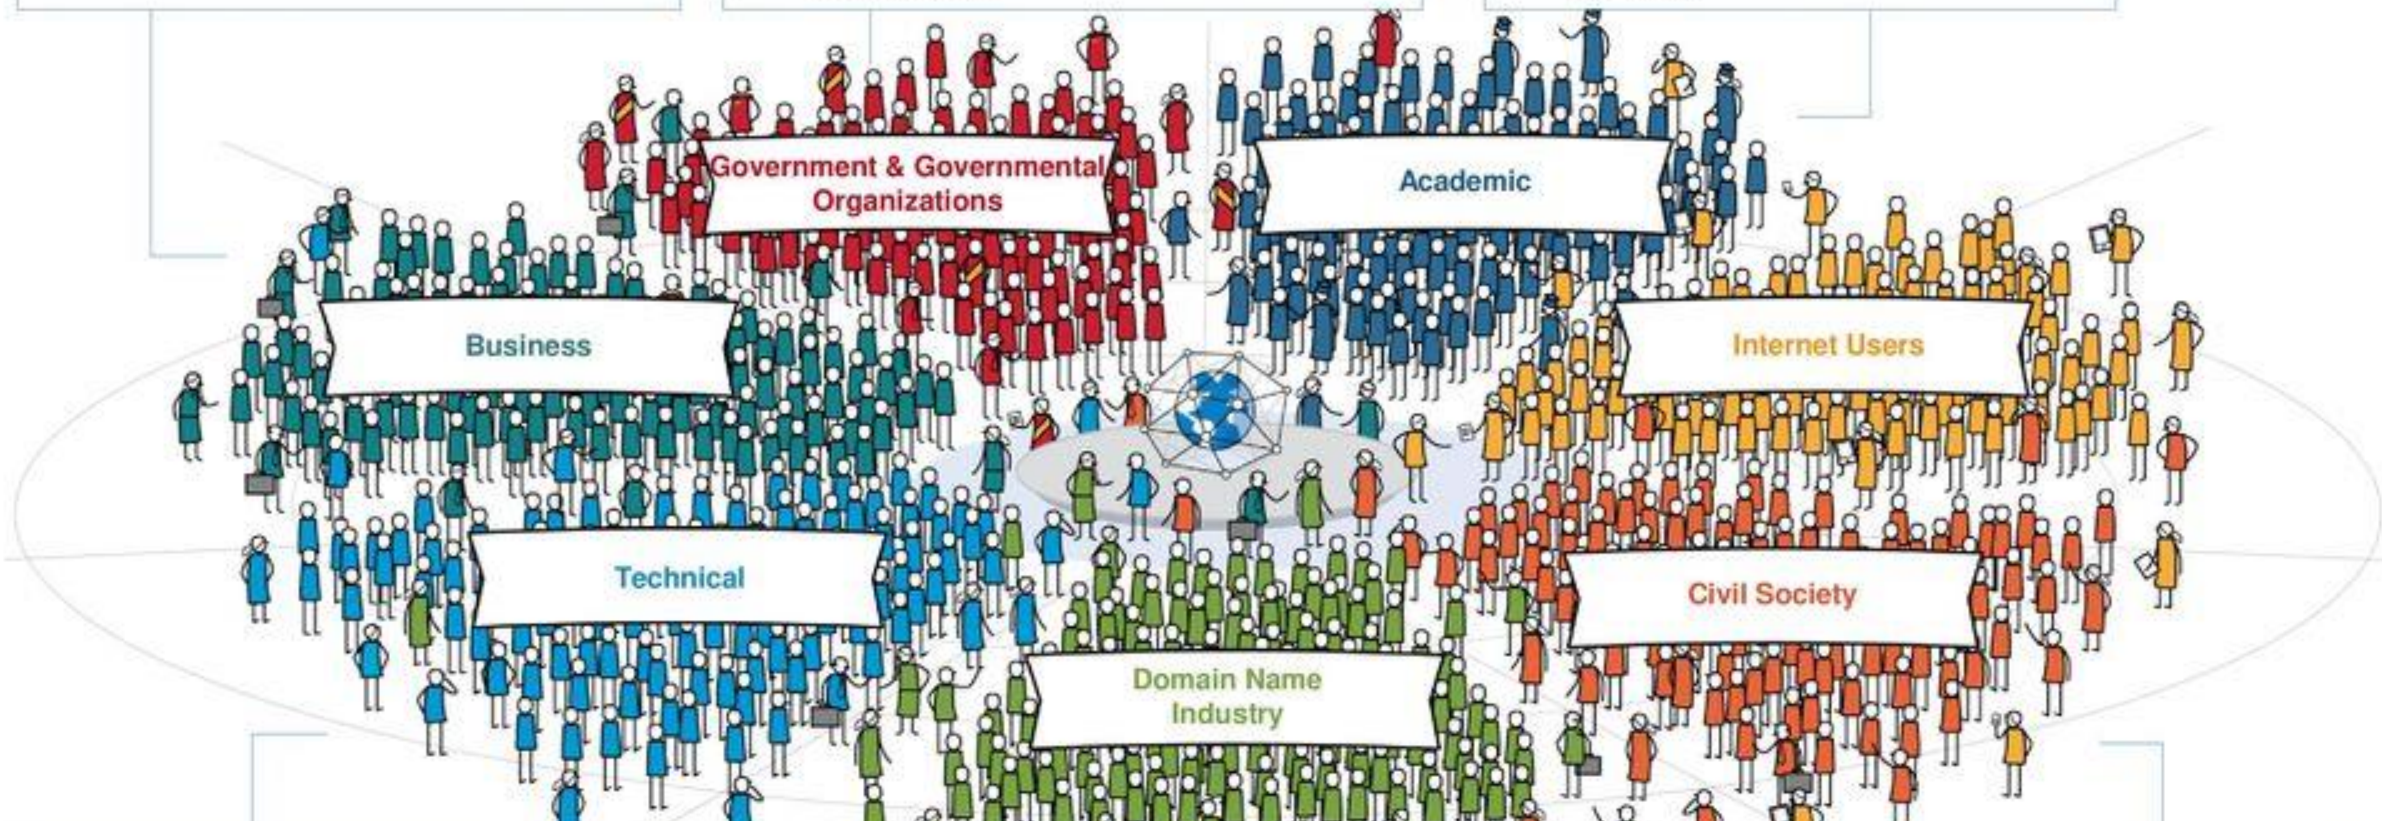 Government & Governmental
Organizations
Academic
Business
Internet Users
Technical
Civil Society
Domain Name
Industry